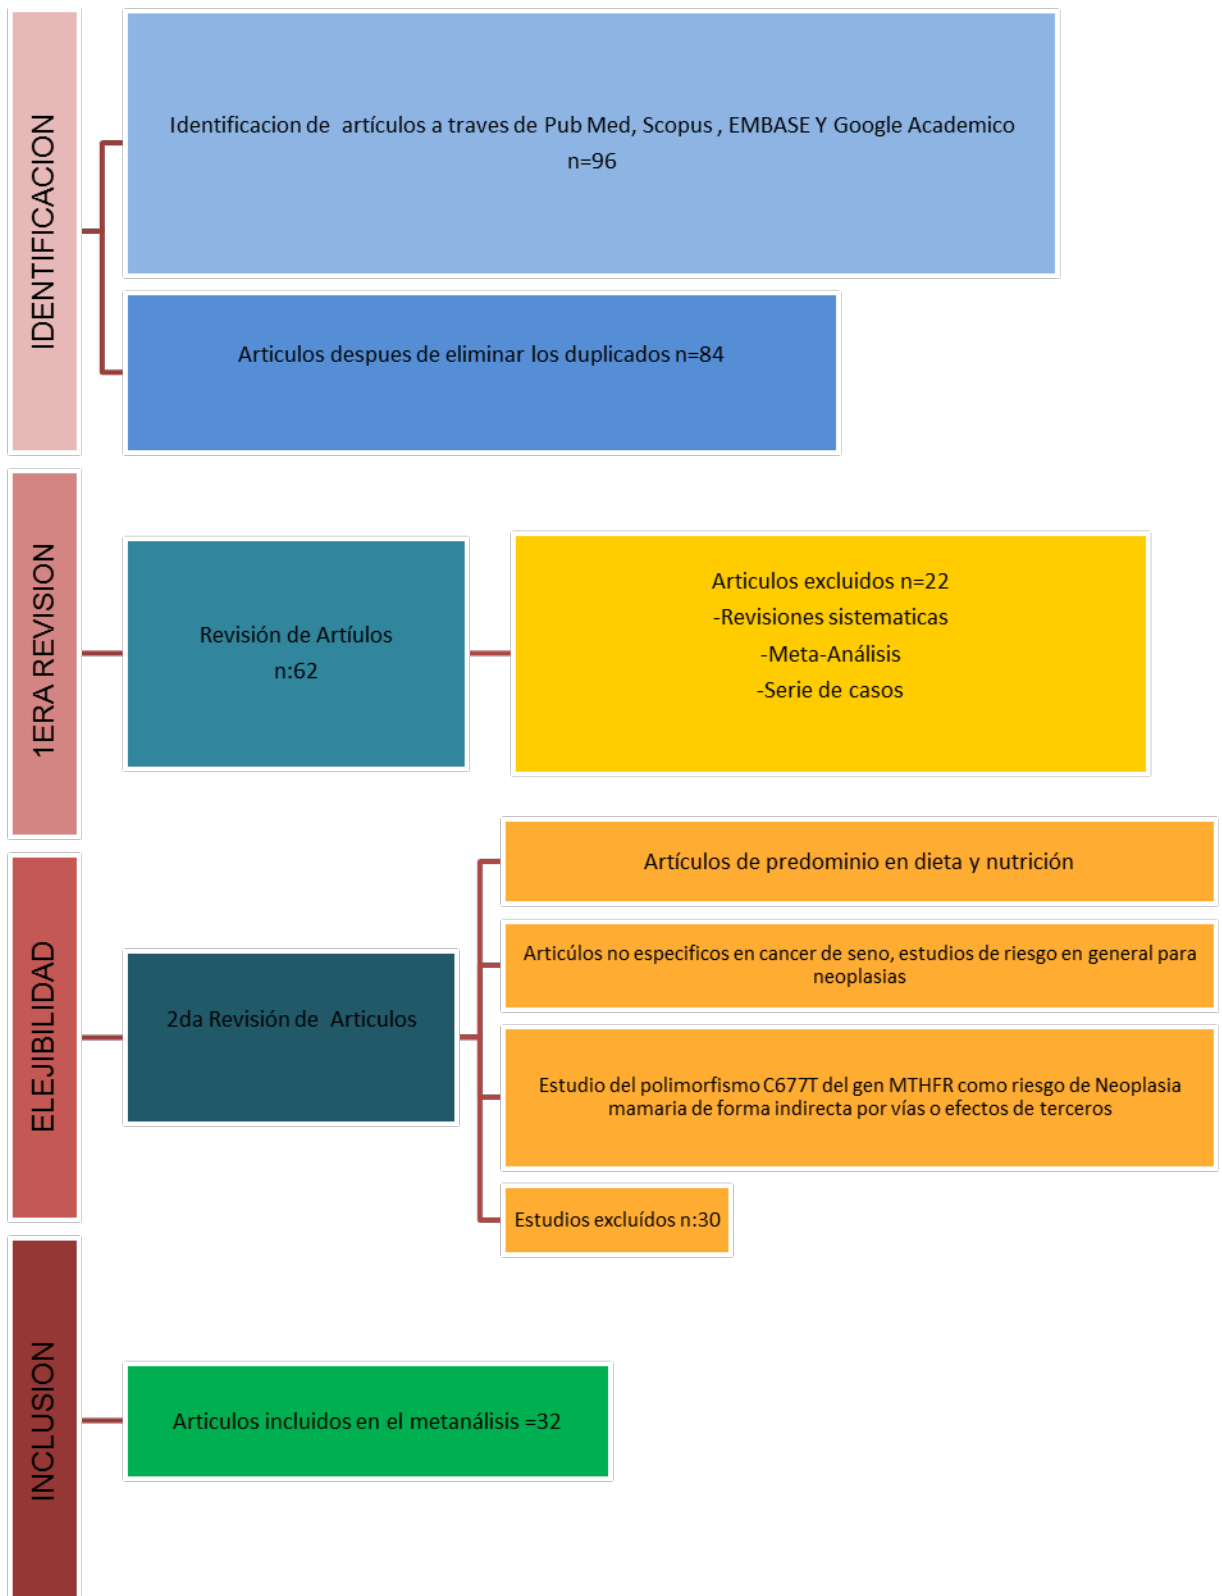 IDENTIFICACION
Identificacion de artículos a traves de Pub Med, Scopus , EMBASE Y Google Academico
n=96
Articulos despues de eliminar los duplicados n=84
1ERA REVISION
Revisión de Artíulos
n:62
Articulos excluidos n=22
-Revisiones sistematicas
-Meta-Análisis
-Serie de casos
ELEJIBILIDAD
2da Revisión de Articulos
Artículos de predominio en dieta y nutrición
Articúlos no especificos en cancer de seno, estudios de riesgo en general para
neoplasias
Estudio del polimorfismo C677T del gen MTHFR como riesgo de Neoplasia
mamaria de forma indirecta por vías o efectos de terceros
Estudios excluídos n:30
INCLUSION
Articulos incluidos en el metanálisis =32